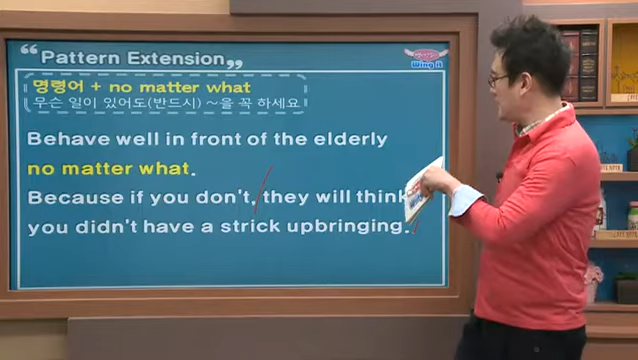 “Pattern Extension„
Wing it
명령어 + no matter what
무슨 일이 있어도(반드시) ~을 꼭 하세요
Behave well in front of the elderly
no matter what.
Because if you don't, they will think
you didn't have a strick upbringing.